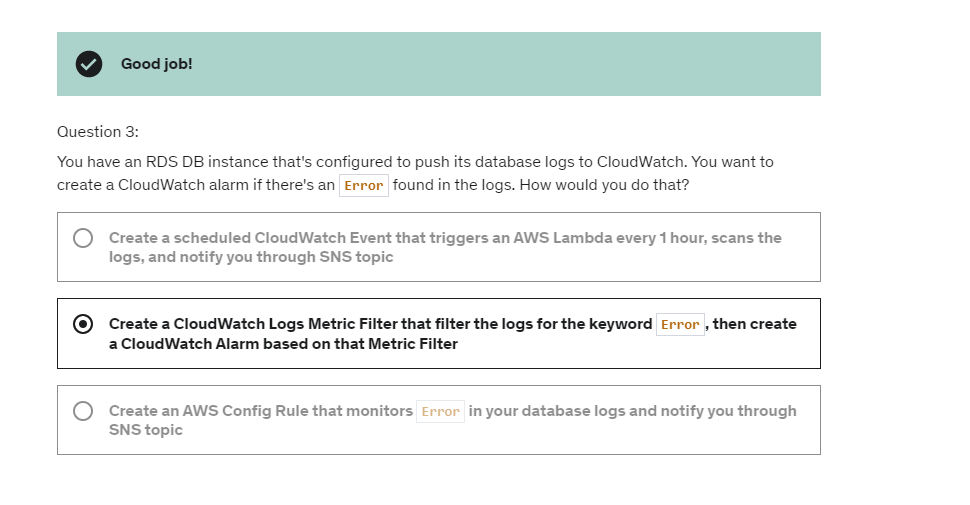 Good job!
Question 3:
You have an RDS DB instance that's configured to push its database logs to CloudWatch. You want to
create a CloudWatch alarm if there's an Error found in the logs. How would you do that?
Create a scheduled CloudWatch Event that triggers an AWS Lambda every 1 hour, scans the
logs, and notify you through SNS topic
Create a CloudWatch Logs Metric Filter that filter the logs for the keyword Error , then create
a CloudWatch Alarm based on that Metric Filter
Create an AWS Config Rule that monitors Error in your database logs and notify you through
SNS topic